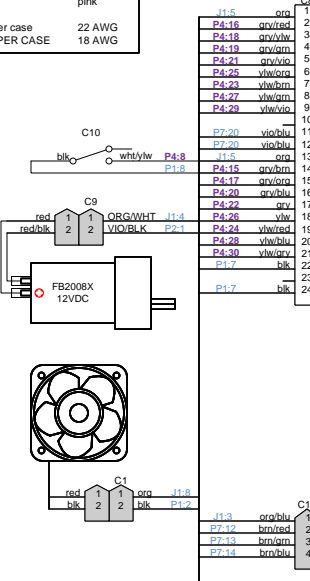 pink
per case 22 AWG
PER CASE 18 AWG
J1:5 org 1
P4:16 gry/red 2
P4:18 gry/ylw 3
P4:19 gry/grn 4
P4:21 gry/vio 5
P4:25 ylw/org 6
P4:23 ylw/brn 7
P4:27 ylw/grn 8
P4:29 ylw/vio 9
10
P7:20 vio/blu 11
P7:20 vio/blu 12
J1:5 org 13
P4:15 gry/brn 14
P4:17 gry/org 15
P4:20 gry/blu 16
P4:22 gry 17
P4:26 ylw 18
P4:24 ylw/red 19
P4:28 ylw/blu 20
P4:30 ylw/gry 21
P1:7 blk 22
23
P1:7 blk 24
C10
blk wht/ylw P4:8
P1:8
C9
red 1 1 ORG/WHT J1:4
red/blk 2 2 VIO/BLK P2:1
FB2008X
12VDC
C1
red 1 1 org J1:8
blk 2 2 blk P1:2
C1
J1:3 org/blu 1
P7:12 brn/red 2
P7:13 brn/grn 3
P7:14 brn/blu 4